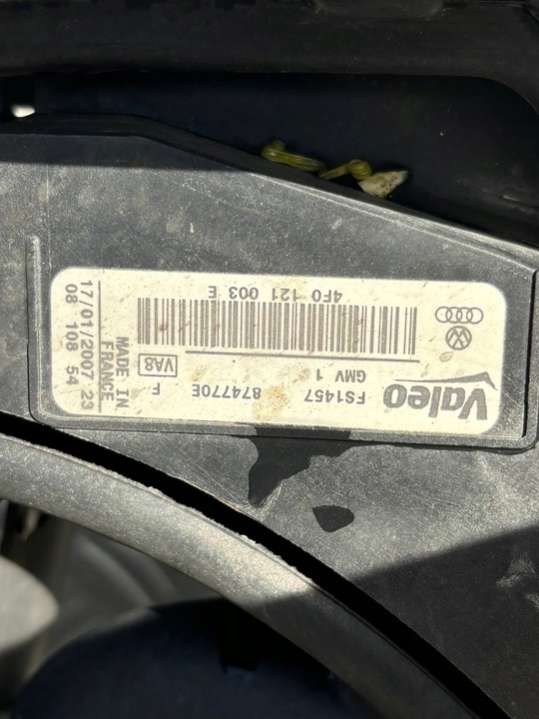 Valeo
FS1457 874770E F
GMV 1 VA8
4F0 121 003 E
MADE IN
FRANCE
17/01/2007 23
08 108 54